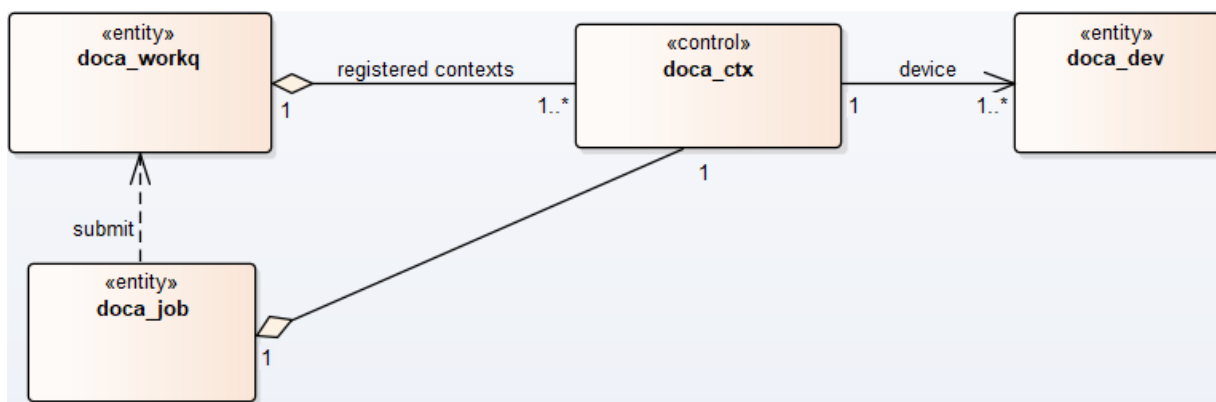 «entity»
doca_workq
registered contexts
1
1..*
«control»
doca_ctx
device
1
1..*
«entity»
doca_dev
1
submit
«entity»
doca_job
1